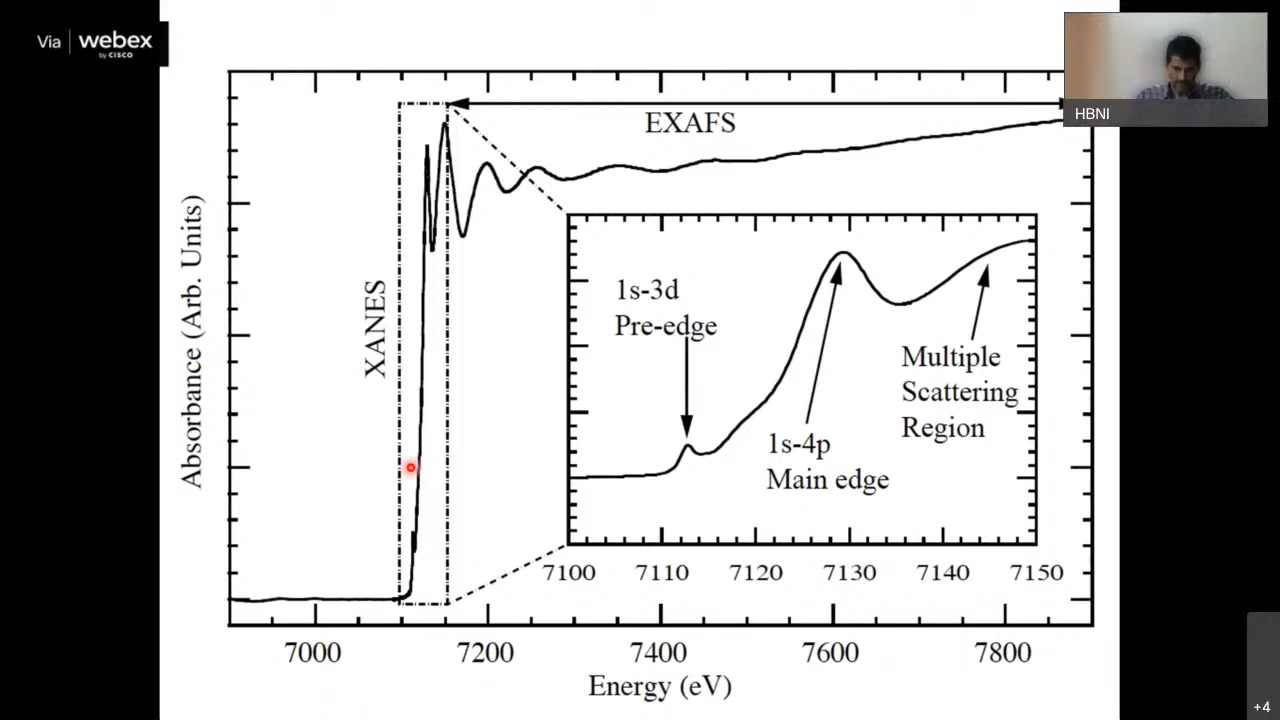 Via webex
by CISCO
HBNI
EXAFS
XANES
Absorbance (Arb. Units)
1s-3d
Pre-edge
1s-4p
Main edge
Multiple
Scattering
Region
7100 7110 7120 7130 7140 7150
7000 7200 7400 7600 7800
Energy (eV)
+4